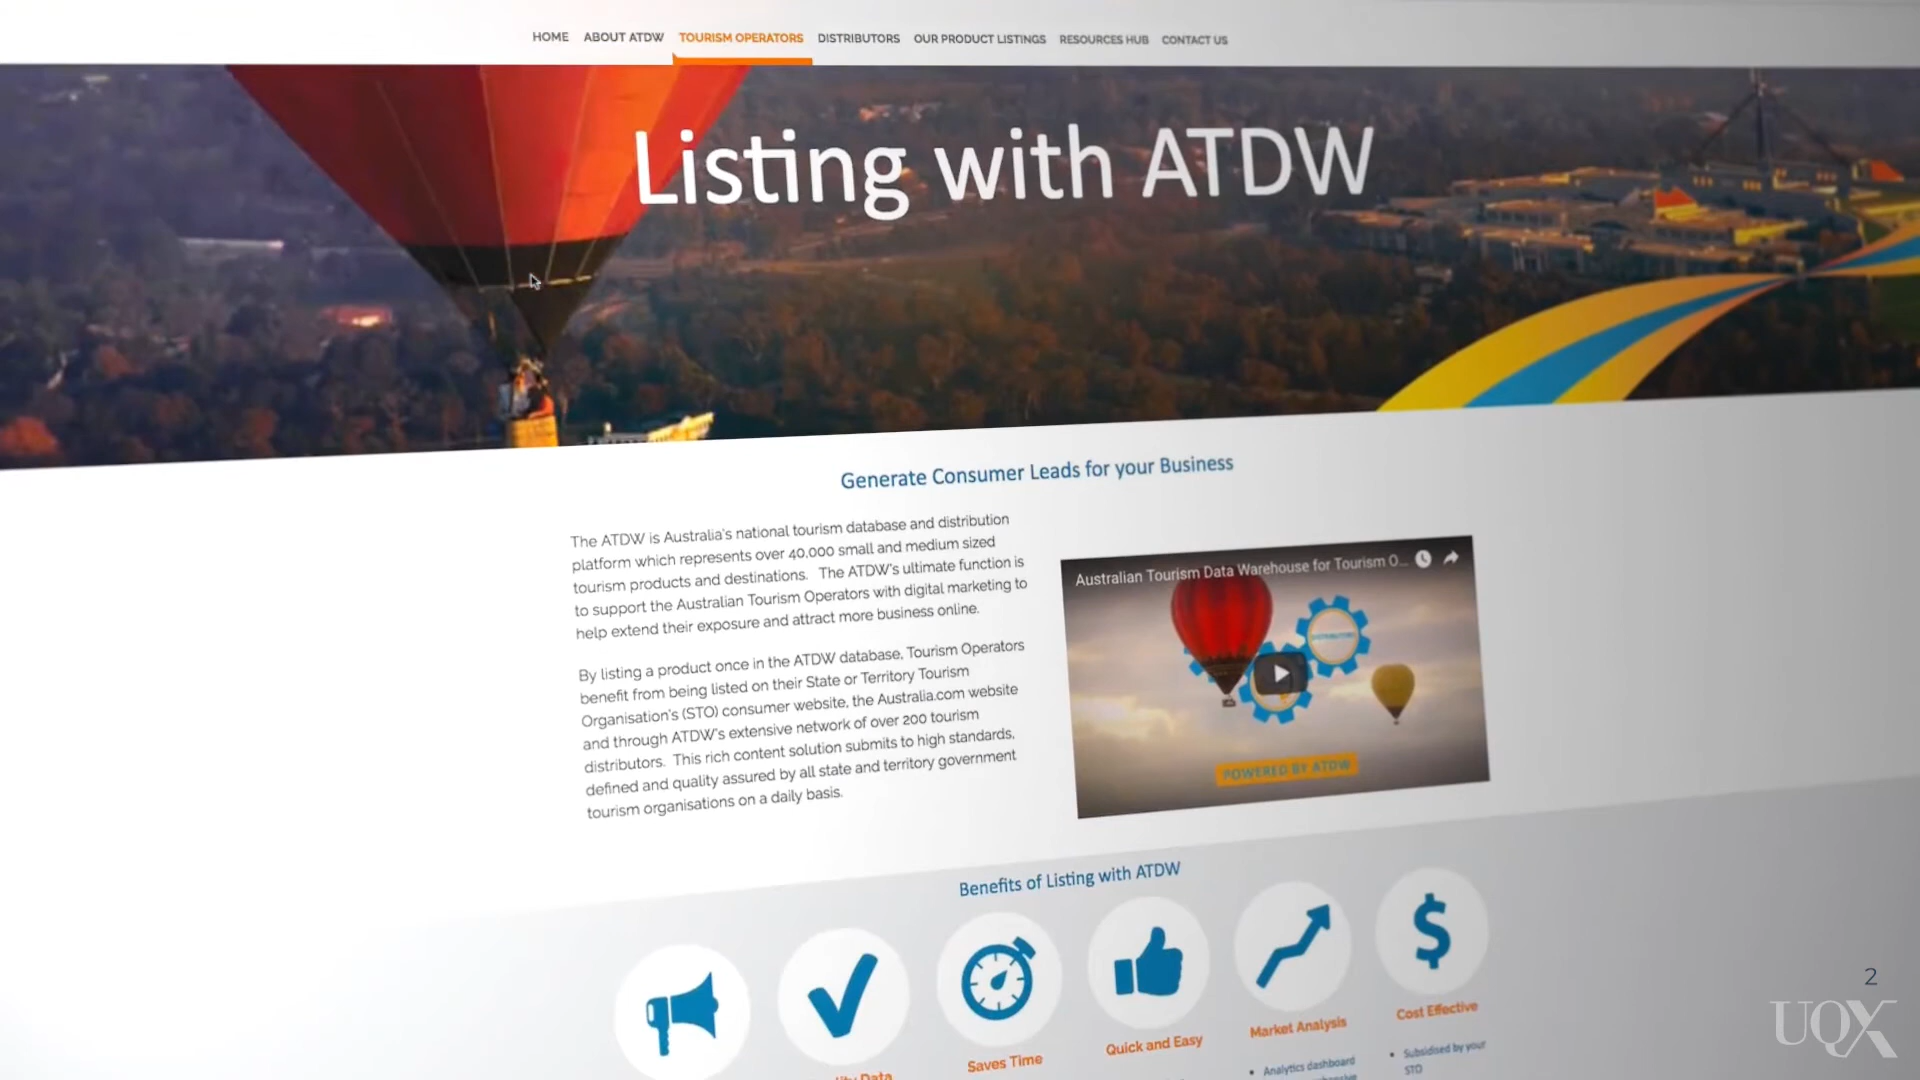 HOME ABOUT ATDW TOURISM OPERATORS DISTRIBUTORS OUR PRODUCT LISTINGS RESOURCES HUB CONTACT US
Listing with ATDW
Generate Consumer Leads for your Business
The ATDW is Australia's national tourism database and distribution
platform which represents over 40,000 small and medium sized
tourism products and destinations. The ATDW's ultimate function is
to support the Australian Tourism Operators with digital marketing to
help extend their exposure and attract more business online.
By listing a product once in the ATDW database, Tourism Operators
benefit from being listed on their State or Territory Tourism
Organisation's (STO) consumer website, the Australia.com website
and through ATDW's extensive network of over 200 tourism
distributors. This rich content solution submits to high standards,
defined and quality assured by all state and territory government
tourism organisations on a daily basis.
Australian Tourism Data Warehouse for Tourism O...
POWERED BY ATDW
Benefits of Listing with ATDW
Data
Saves Time
Quick and Easy
Market Analysis
Cost Effective
• Analytics dashboard
• Subsidised by your
STO
2
UQX